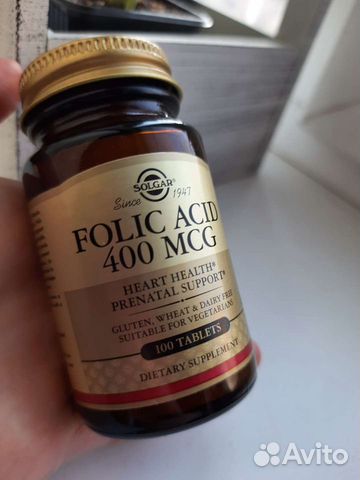 SOLGAR®
Since 1947
FOLIC ACID
400 MCG
HEART HEALTH*
PRENATAL SUPPORT*
GLUTEN, WHEAT & DAIRY FREE
SUITABLE FOR VEGETARIANS
100 TABLETS
DIETARY SUPPLEMENT
Avito